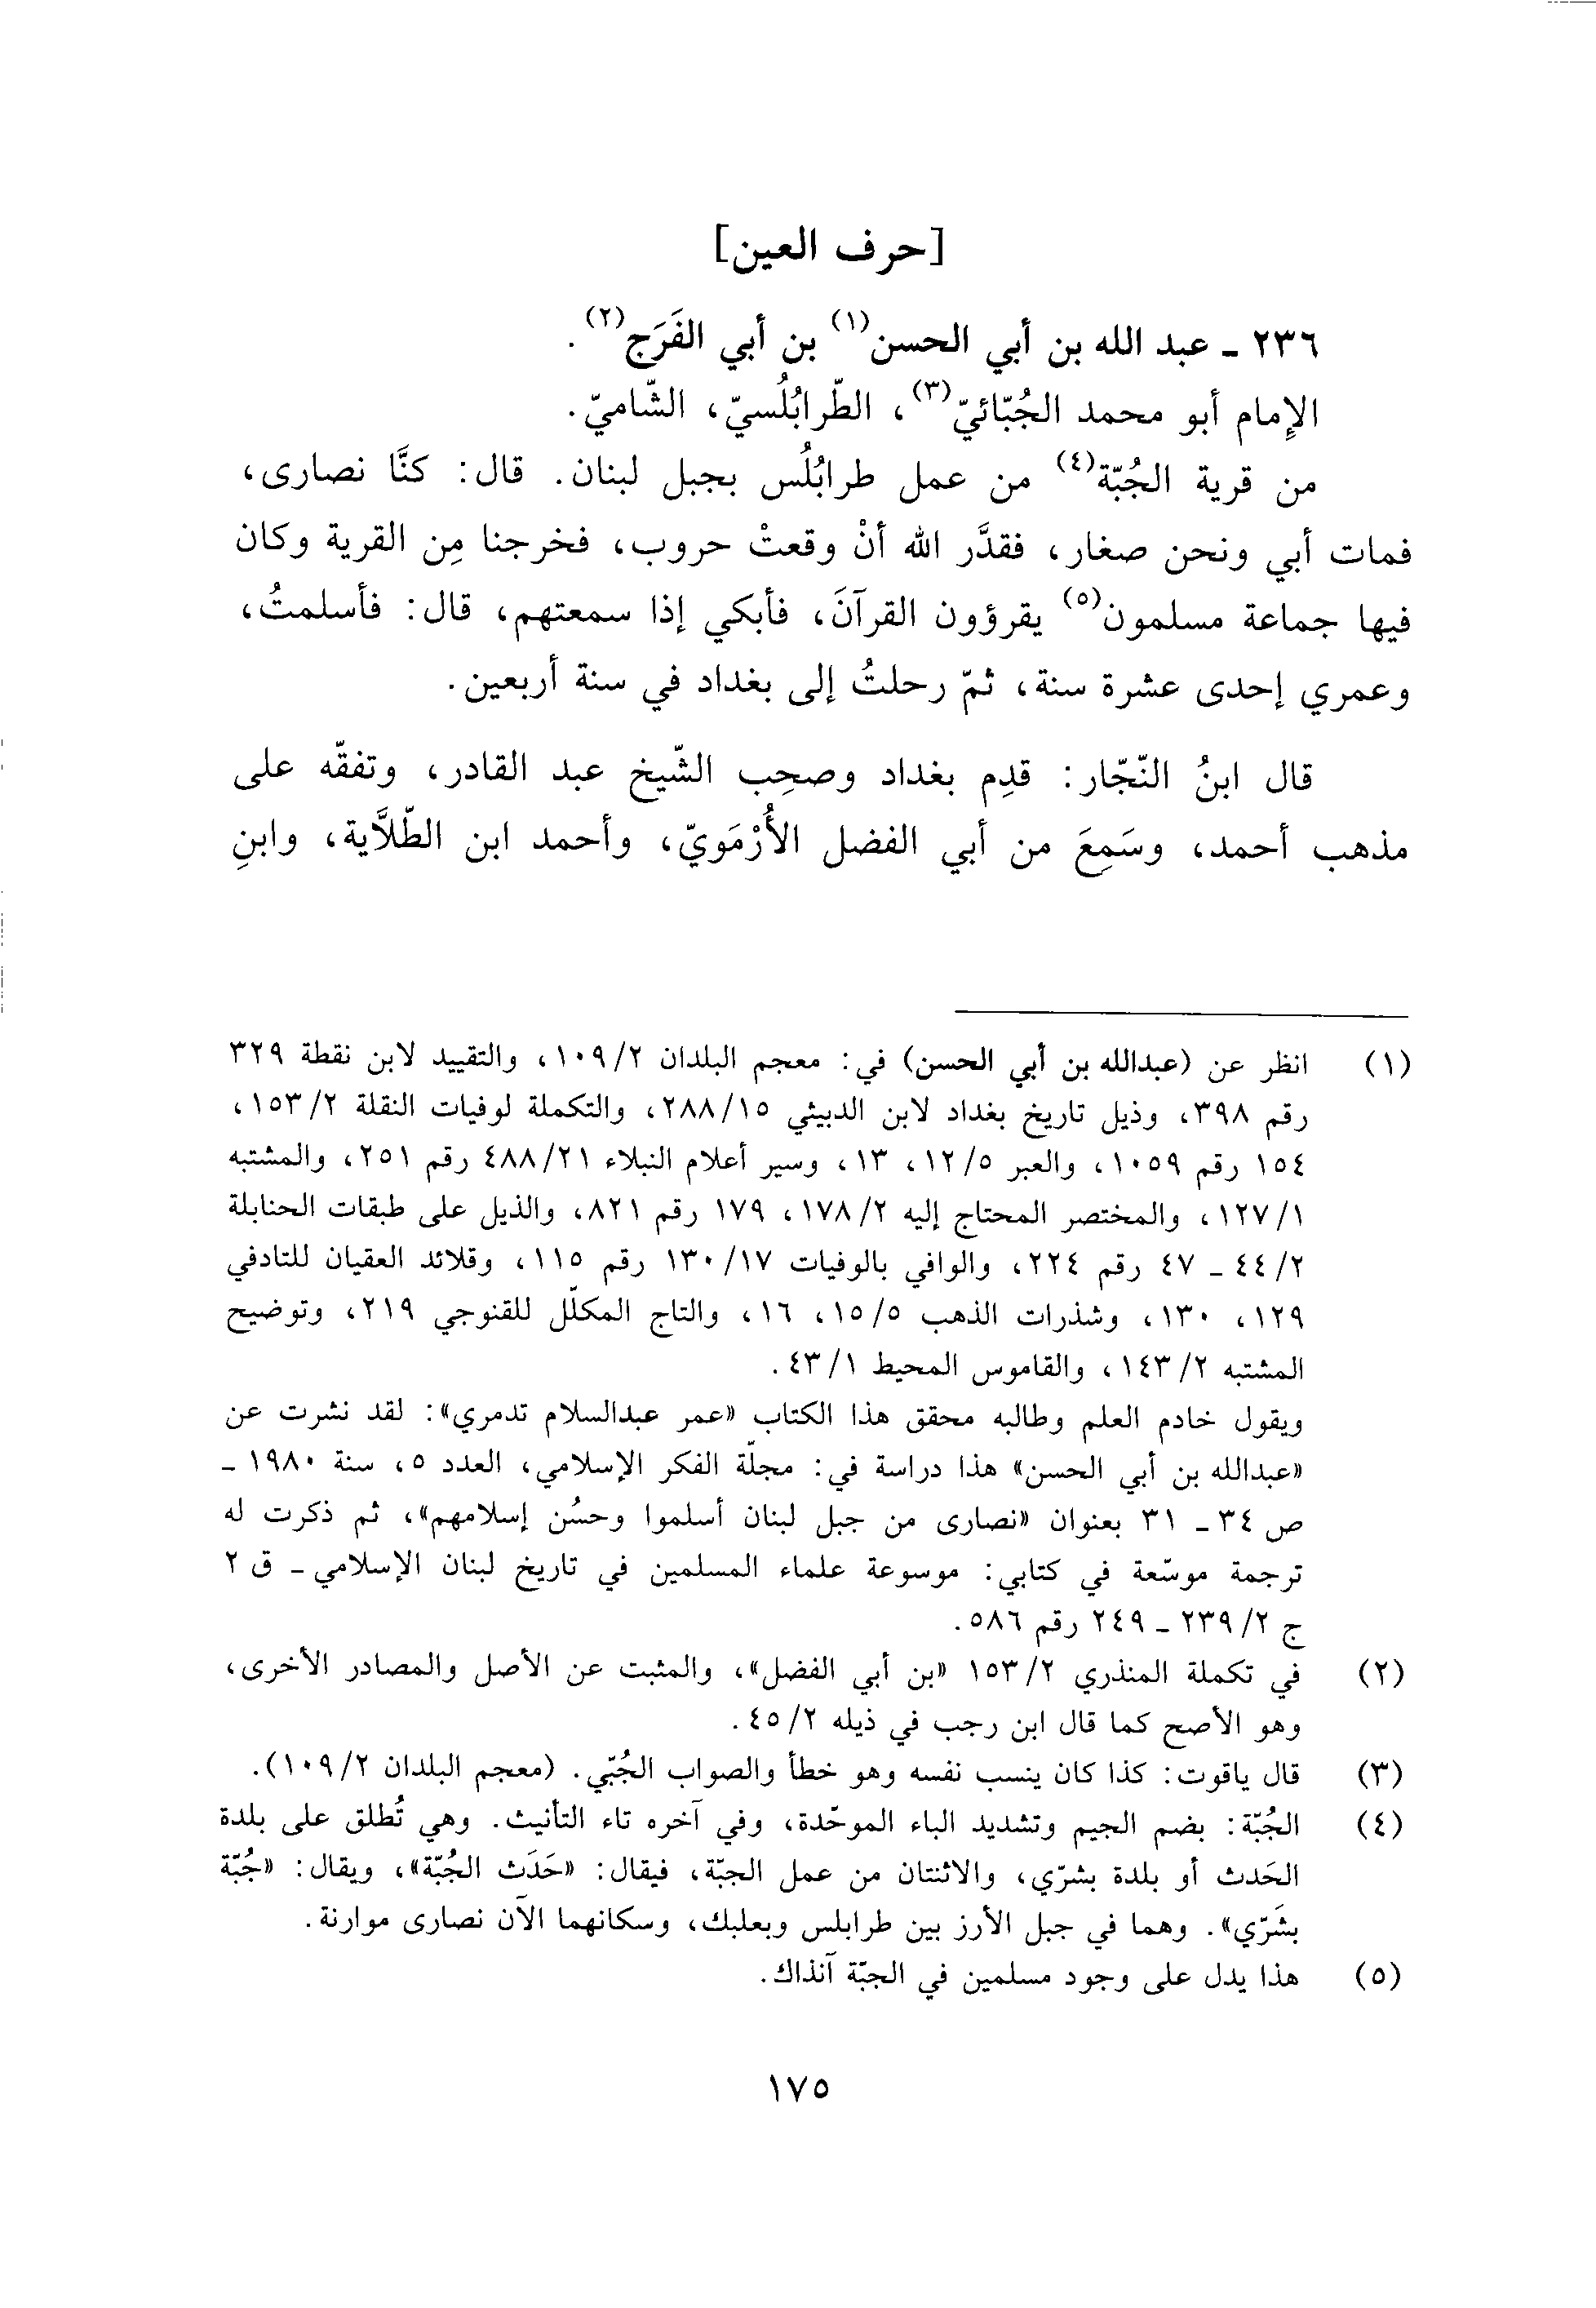 [حرف العين]
٢٣٦ - عبد الله بن أبي الحسن(١) بن أبي الفَرَج(٢).
الإمام أبو محمد الجُبّائيّ(٣)، الطّرابُلُسيّ، الشّاميّ.
من قرية الجُبّة(٤) من عمل طرابُلُس بجبل لبنان. قال: كنَّا نصارى،
فمات أبي ونحن صغار، فقدَّر الله أنْ وقعتْ حروب، فخرجنا مِن القرية وكان
فيها جماعة مسلمون(٥) يقرؤون القرآنَ، فأبكي إذا سمعتهم، قال: فأسلمتُ،
وعمري إحدى عشرة سنة، ثمّ رحلتُ إلى بغداد في سنة أربعين.
قال ابنُ النّجّار: قدِم بغداد وصحِب الشّيخ عبد القادر، وتفقّه على
مذهب أحمد، وسَمِعَ من أبي الفضل الأُرْمَويّ، وأحمد ابن الطّلاَّية، وابنِ
(١) انظر عن (عبدالله بن أبي الحسن) في: معجم البلدان ١٠٩/٢، والتقييد لابن نقطة ٣٢٩
رقم ٣٩٨، وذيل تاريخ بغداد لابن الدبيثي ٢٨٨/١٥، والتكملة لوفيات النقلة ١٥٣/٢،
١٥٤ رقم ١٠٥٩، والعبر ١٢/٥، ١٣، وسير أعلام النبلاء ٤٨٨/٢١ رقم ٢٥١، والمشتبه
١٢٧/١، والمختصر المحتاج إليه ١٧٨/٢، ١٧٩ رقم ٨٢١، والذيل على طبقات الحنابلة
٤٤/٢ - ٤٧ رقم ٢٢٤، والوافي بالوفيات ١٣٠/١٧ رقم ١١٥، وقلائد العقيان للتادفي
١٢٩، ١٣٠، وشذرات الذهب ١٥/٥، ١٦، والتاج المكلّل للقنوجي ٢١٩، وتوضيح
المشتبه ١٤٣/٢، والقاموس المحيط ٤٣/١.
ويقول خادم العلم وطالبه محقق هذا الكتاب «عمر عبدالسلام تدمري»: لقد نشرت عن
«عبدالله بن أبي الحسن» هذا دراسة في: مجلّة الفكر الإسلامي، العدد ٥، سنة ١٩٨٠ -
ص ٣٤ - ٣١ بعنوان «نصارى من جبل لبنان أسلموا وحسُن إسلامهم»، ثم ذكرت له
ترجمة موسّعة في كتابي: موسوعة علماء المسلمين في تاريخ لبنان الإسلامي - ق ٢
ج ٢٣٩/٢ - ٢٤٩ رقم ٥٨٦.
(٢) في تكملة المنذري ١٥٣/٢ «بن أبي الفضل»، والمثبت عن الأصل والمصادر الأخرى،
وهو الأصح كما قال ابن رجب في ذيله ٤٥/٢.
(٣) قال ياقوت: كذا كان ينسب نفسه وهو خطأ والصواب الجُبّي. (معجم البلدان ١٠٩/٢).
(٤) الجُبّة: بضم الجيم وتشديد الباء الموحّدة، وفي آخره تاء التأنيث. وهي تُطلق على بلدة
الحَدث أو بلدة بشرّي، والاثنتان من عمل الجبّة، فيقال: «حَدَث الجُبّة»، ويقال: «جُبّة
بشَرّي». وهما في جبل الأرز بين طرابلس وبعلبك، وسكانهما الآن نصارى موارنة.
(٥) هذا يدل على وجود مسلمين في الجبّة آنذاك.
١٧٥